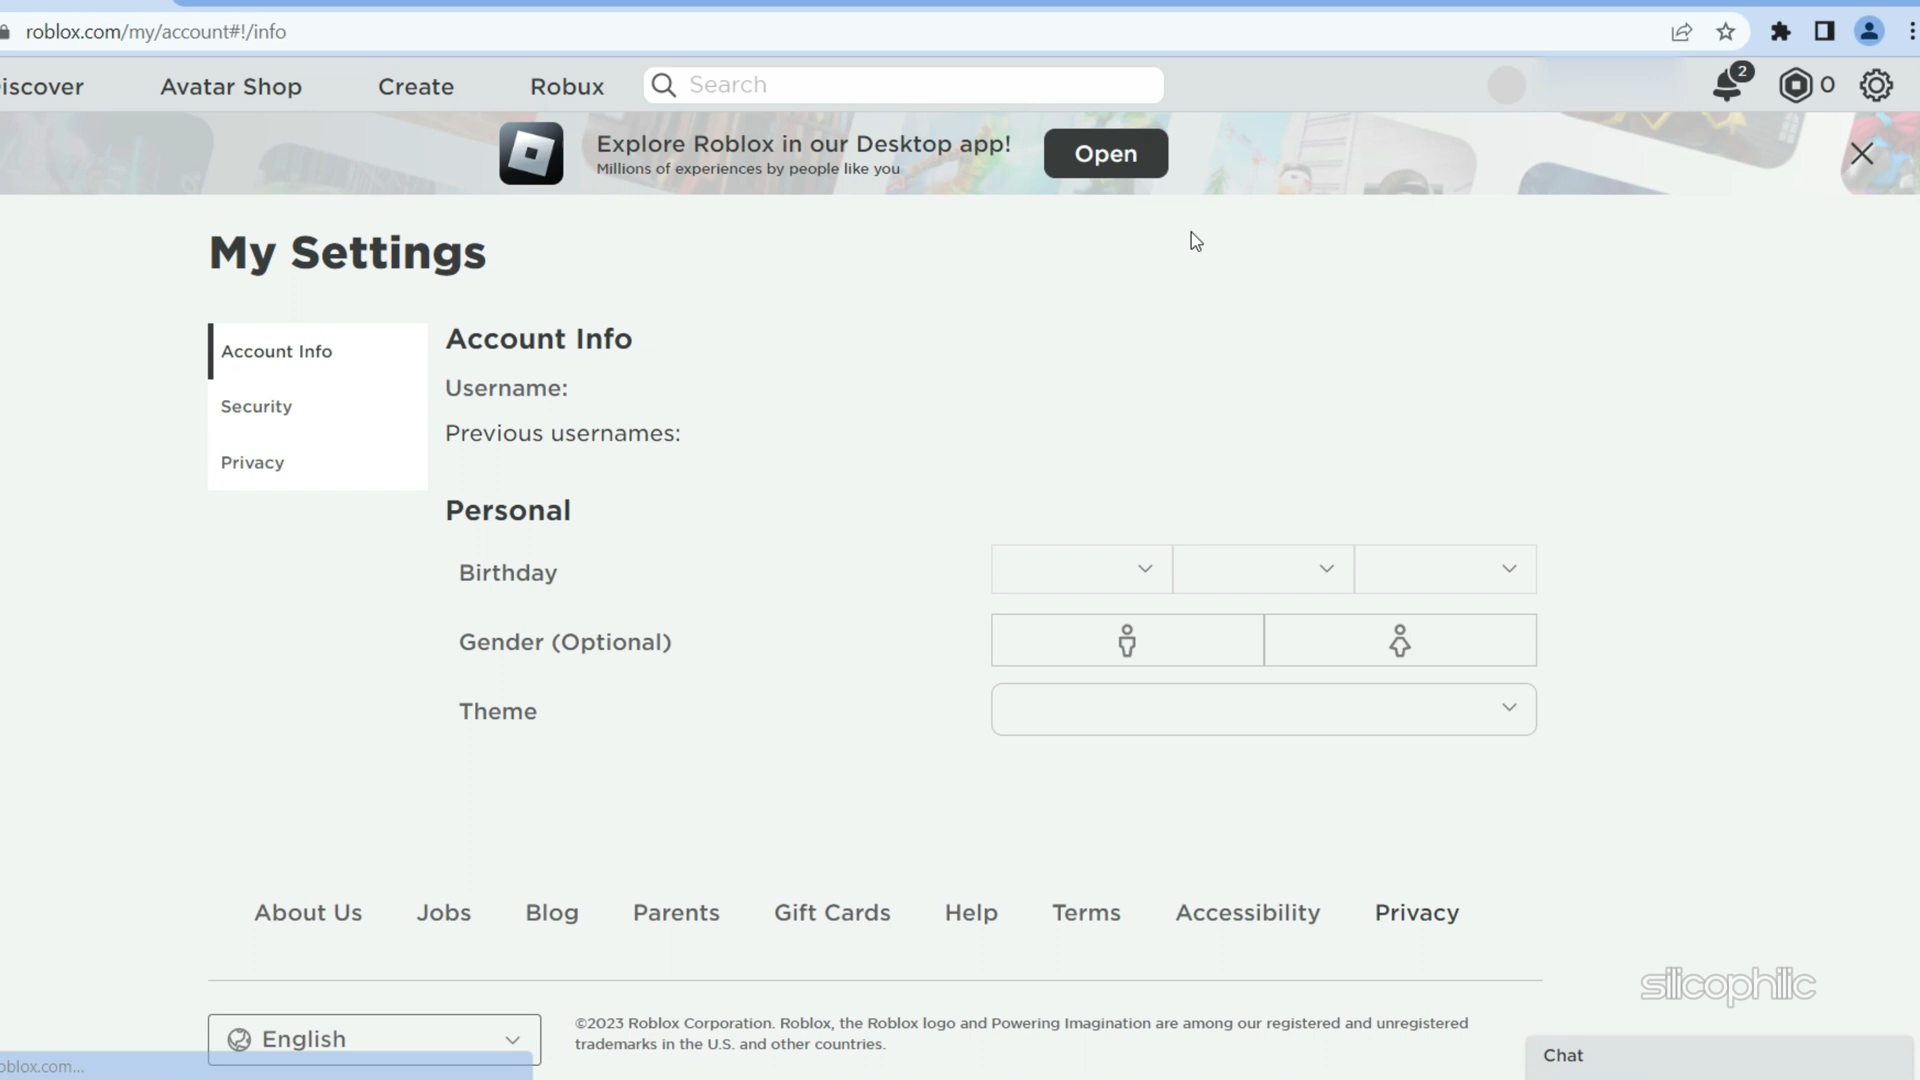 roblox.com/my/account#!/info
iscover Avatar Shop Create Robux Search 2 0
Explore Roblox in our Desktop app!
Millions of experiences by people like you
Open
My Settings
Account Info
Security
Privacy
Account Info
Username:
Previous usernames:
Personal
Birthday
Gender (Optional)
Theme
About Us Jobs Blog Parents Gift Cards Help Terms Accessibility Privacy
silicophilic
English
©2023 Roblox Corporation. Roblox, the Roblox logo and Powering Imagination are among our registered and unregistered
trademarks in the U.S. and other countries.
Chat
oblox.com...